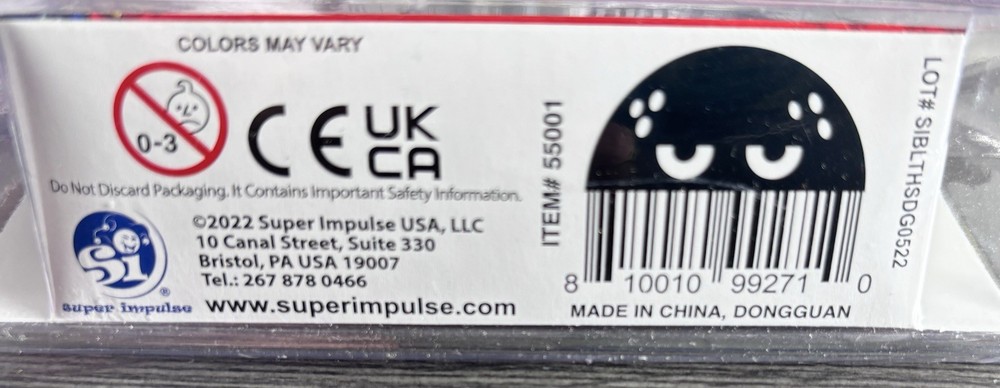 COLORS MAY VARY
0-3
CE UK
CA
Do Not Discard Packaging. It Contains Important Safety Information.
Si
®
super impulse
©2022 Super Impulse USA, LLC
10 Canal Street, Suite 330
Bristol, PA USA 19007
Tel.: 267 878 0466
www.superimpulse.com
ITEM# 55001
8 10010 99271 0
MADE IN CHINA, DONGGUAN
LOT# SIBLTHSDG0522